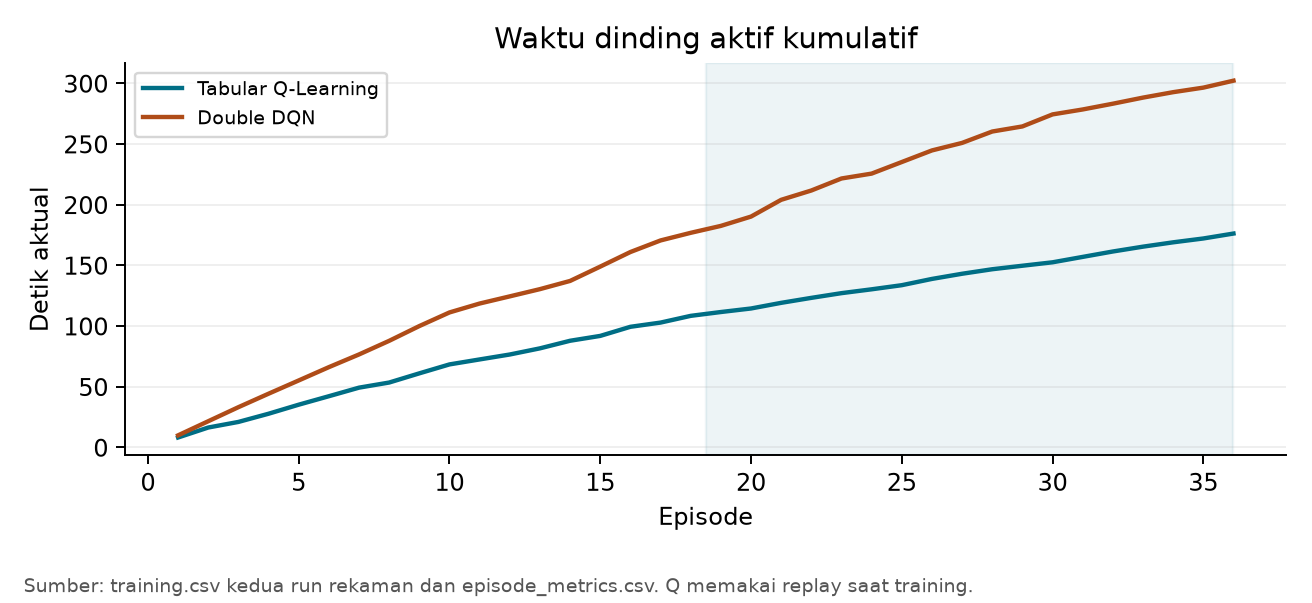 Waktu dinding aktif kumulatif
Tabular Q-Learning
Double DQN
Detik aktual
300
250
200
150
100
50
0
0 5 10 15 20 25 30 35
Episode
Sumber: training.csv kedua run rekaman dan episode_metrics.csv. Q memakai replay saat training.